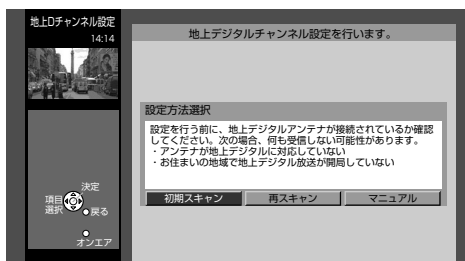 地上Dチャンネル設定
14:14
地上デジタルチャンネル設定を行います。
設定方法選択
設定を行う前に、地上デジタルアンテナが接続されているか確認
してください。次の場合、何も受信しない可能性があります。
・アンテナが地上デジタルに対応していない
・お住まいの地域で地上デジタル放送が開局していない
初期スキャン 再スキャン マニュアル
決定
項目
選択
戻る
オンエア